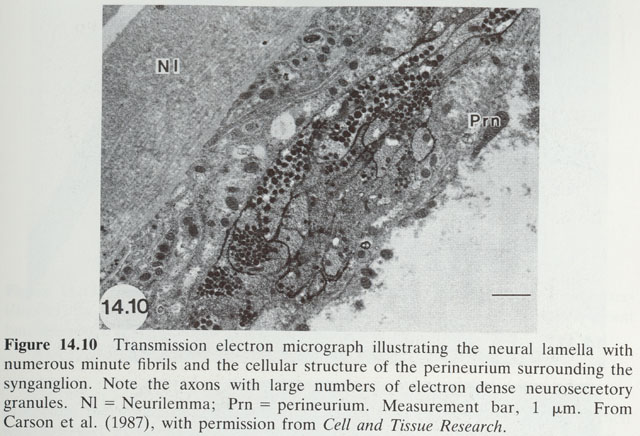 Nl
Prn
14.10
Figure 14.10 Transmission electron micrograph illustrating the neural lamella with
numerous minute fibrils and the cellular structure of the perineurium surrounding the
synganglion. Note the axons with large numbers of electron dense neurosecretory
granules. Nl = Neurilemma; Prn = perineurium. Measurement bar, 1 μm. From
Carson et al. (1987), with permission from Cell and Tissue Research.